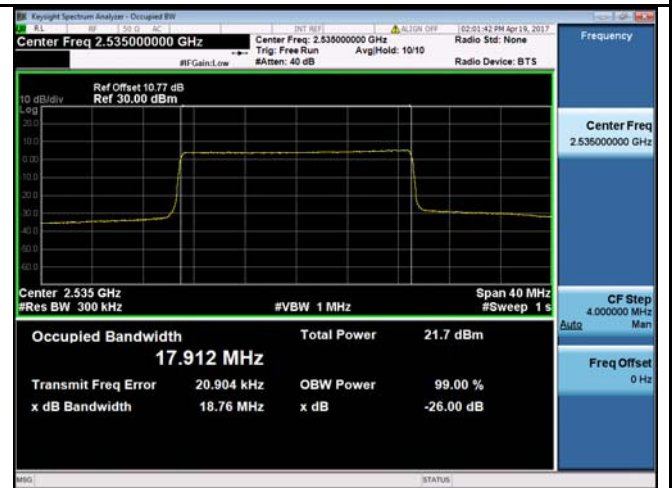 Keysight Spectrum Analyzer - Occupied BW
RL RF 50 Ω AC INT REF ALIGN OFF 02:01:42 PM Apr 19, 2017
Center Freq 2.535000000 GHz
Center Freq: 2.535000000 GHz
Radio Std: None
Trig: Free Run Avg|Hold: 10/10
#IFGain:Low
#Atten: 40 dB
Radio Device: BTS
Frequency
Ref Offset 10.77 dB
10 dB/div Ref 30.00 dBm
Log
20.0
10.0
0.00
10.0
20.0
30.0
40.0
50.0
60.0
Center Freq
2.535000000 GHz
Center 2.535 GHz
Span 40 MHz
#Res BW 300 kHz
#VBW 1 MHz
#Sweep 1 s
CF Step
4.000000 MHz
Auto Man
Occupied Bandwidth
Total Power 21.7 dBm
17.912 MHz
Transmit Freq Error 20.904 kHz
OBW Power 99.00 %
x dB Bandwidth 18.76 MHz
x dB -26.00 dB
Freq Offset
0 Hz
MSG
STATUS